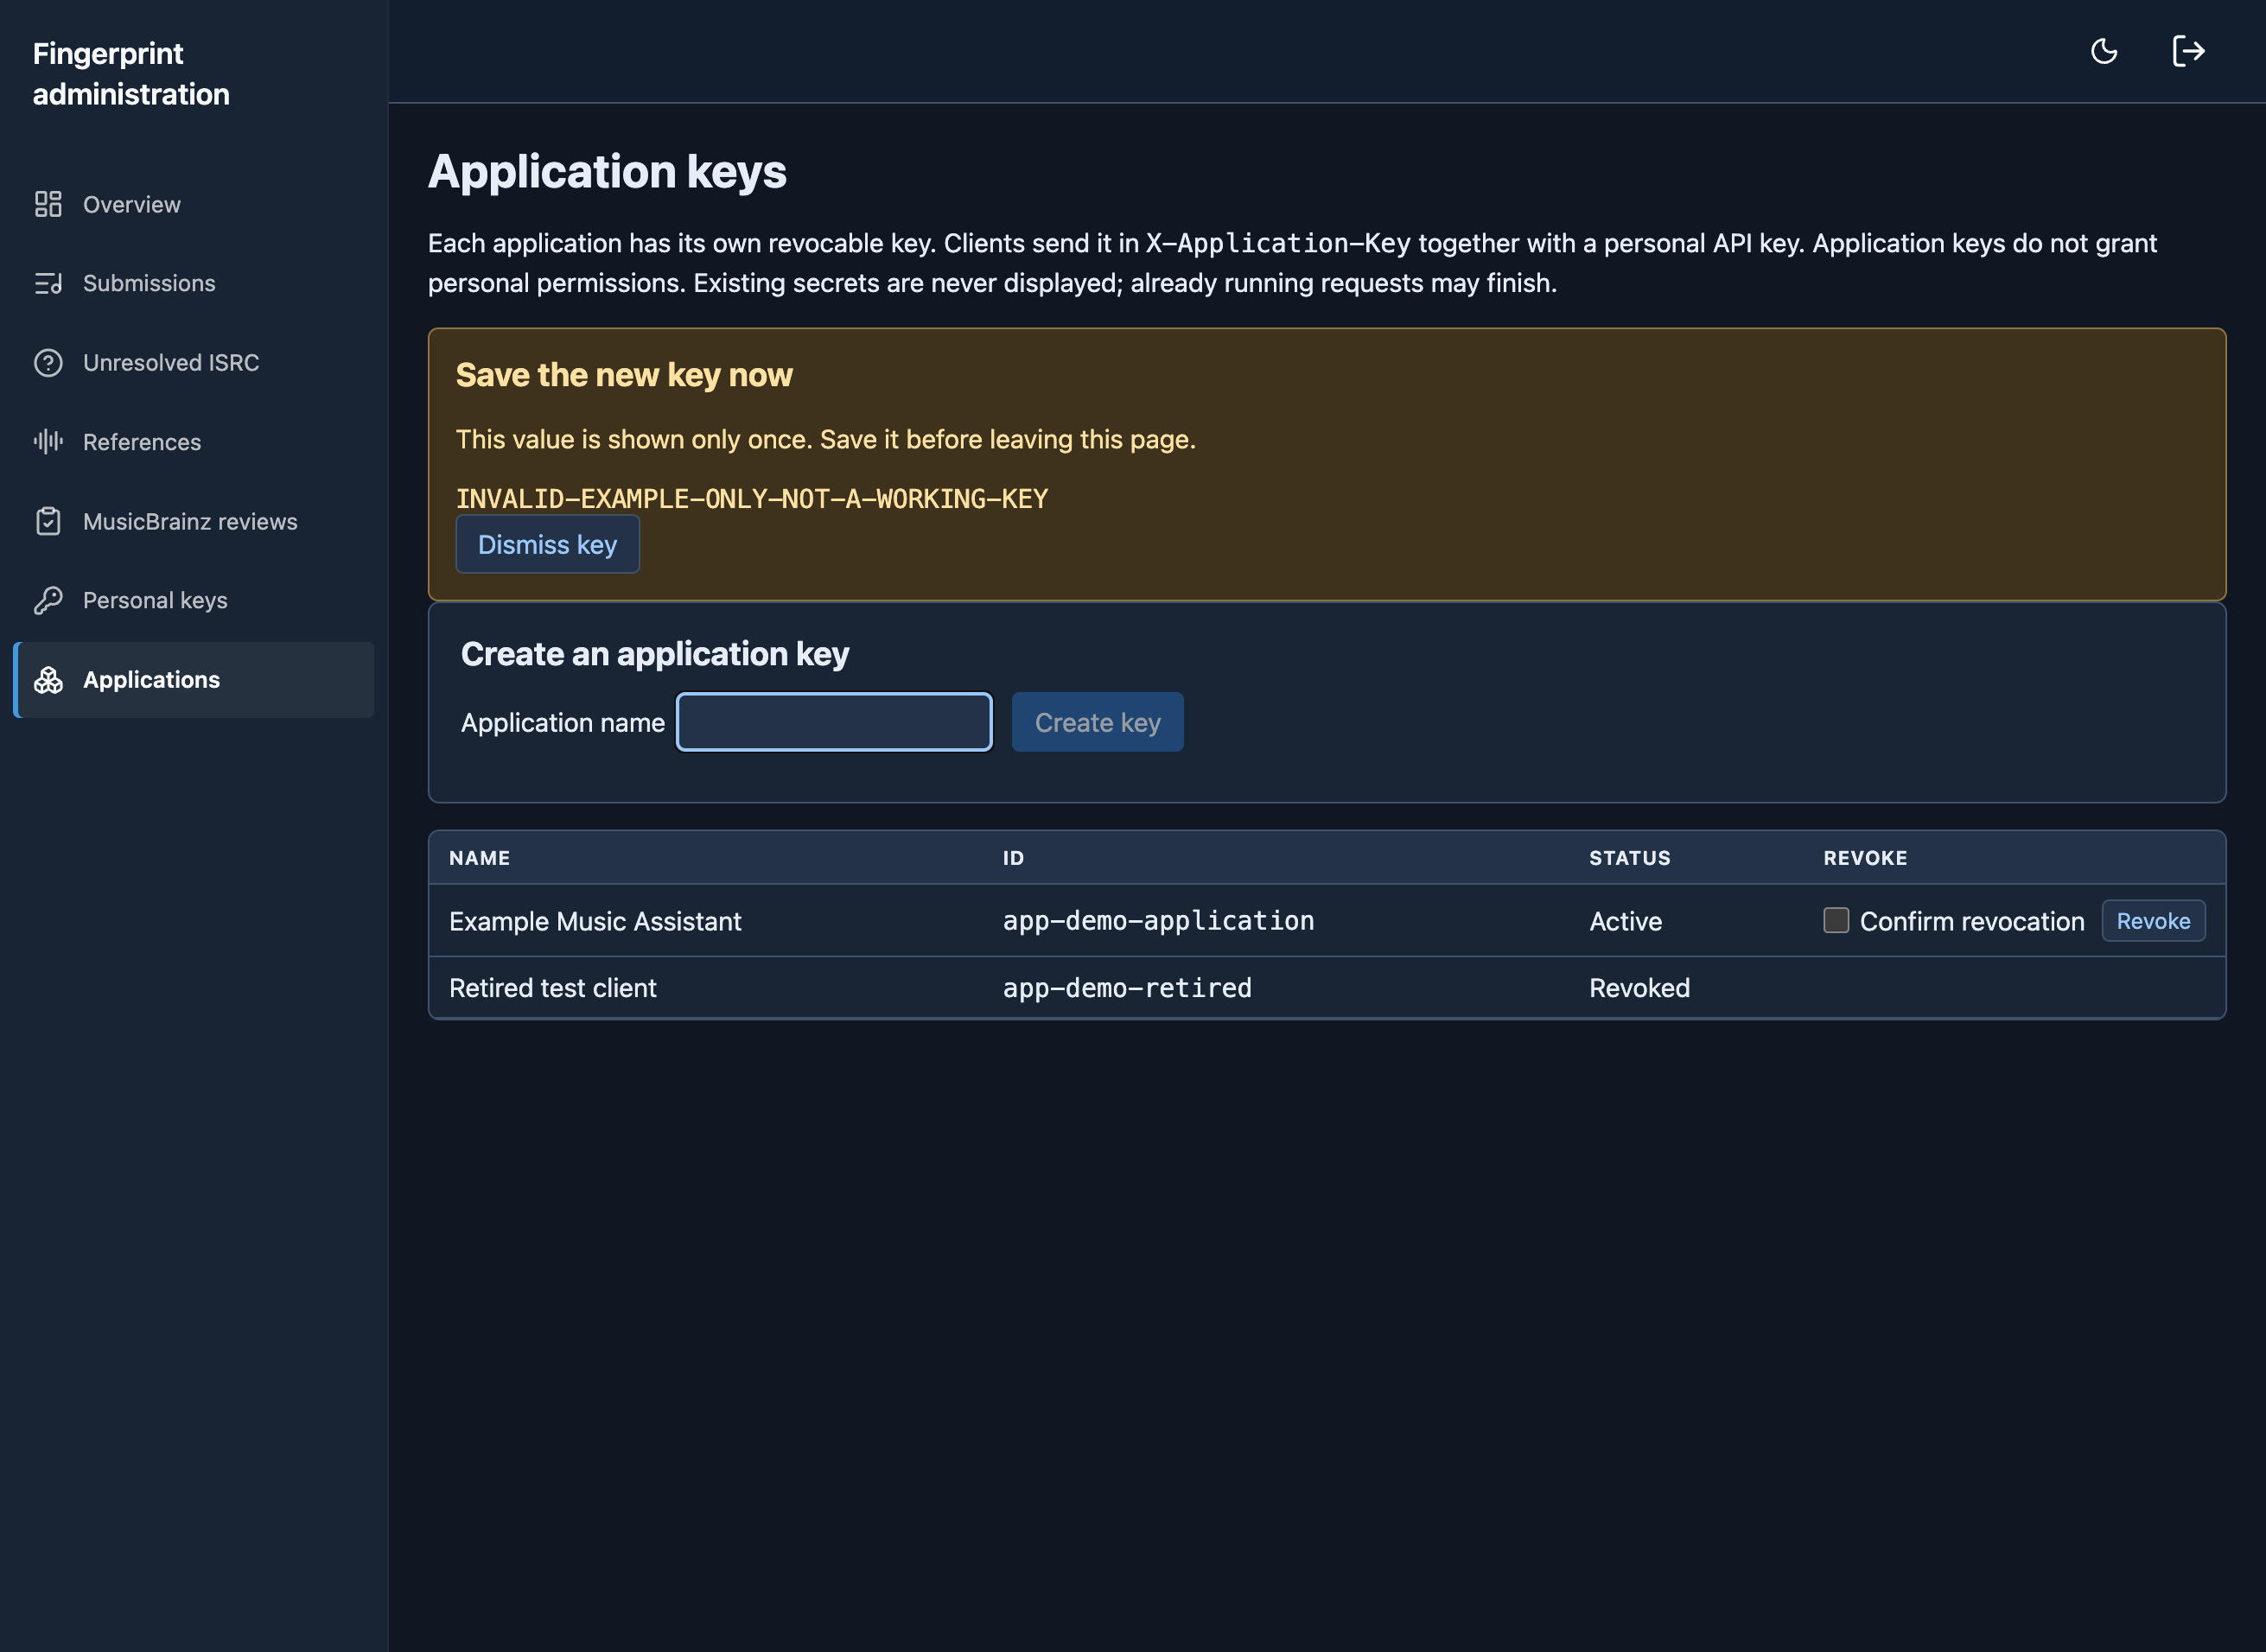 Fingerprint
administration
Overview
Submissions
Unresolved ISRC
References
MusicBrainz reviews
Personal keys
Applications
Application keys
Each application has its own revocable key. Clients send it in X-Application-Key together with a personal API key. Application keys do not grant
personal permissions. Existing secrets are never displayed; already running requests may finish.
Save the new key now
This value is shown only once. Save it before leaving this page.
INVALID-EXAMPLE-ONLY-NOT-A-WORKING-KEY
Dismiss key
Create an application key
Application name Create key
NAME ID STATUS REVOKE
Example Music Assistant app-demo-application Active Confirm revocation Revoke
Retired test client app-demo-retired Revoked